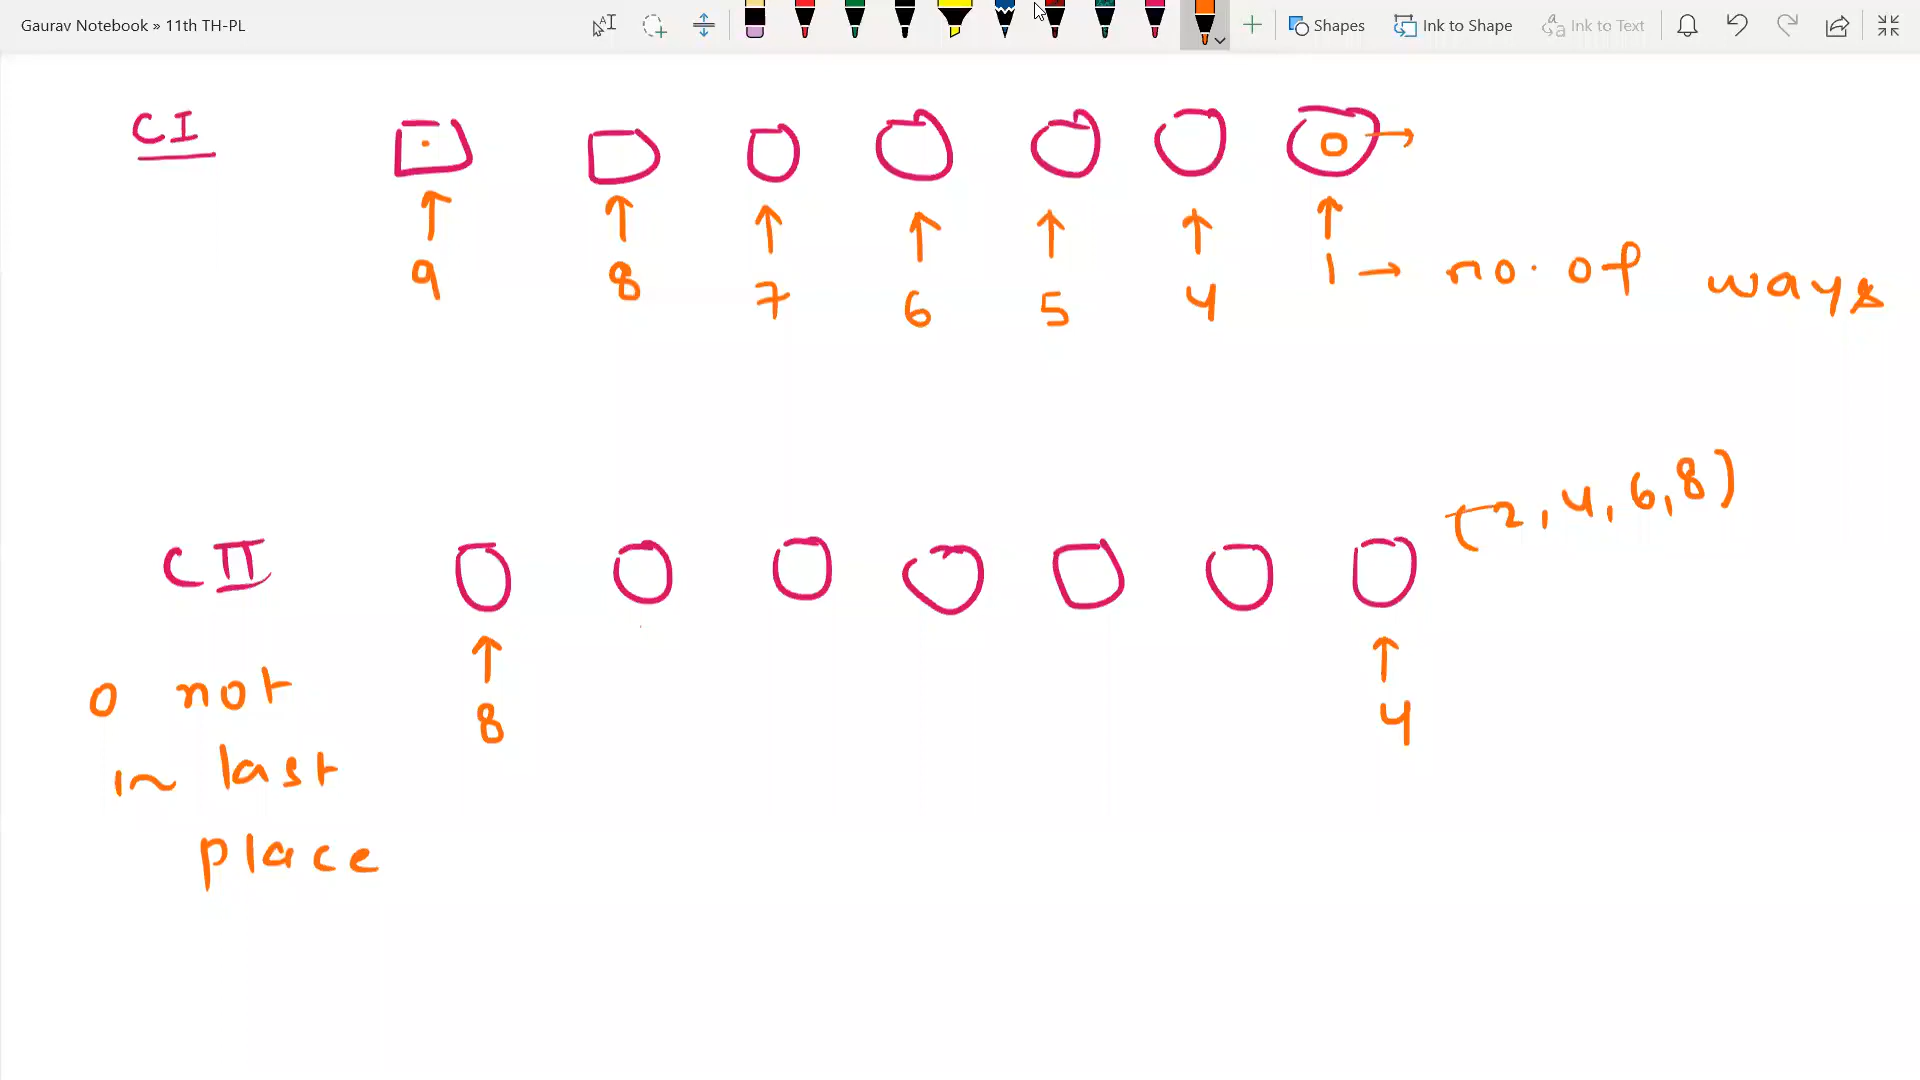 Gaurav Notebook » 11th TH-PL
Shapes
Ink to Shape
Ink to Text
CI
0 →
9 8 7 6 5 4 1 → no. of ways
(2, 4, 6, 8)
CII
8 4
0 not
in last
place